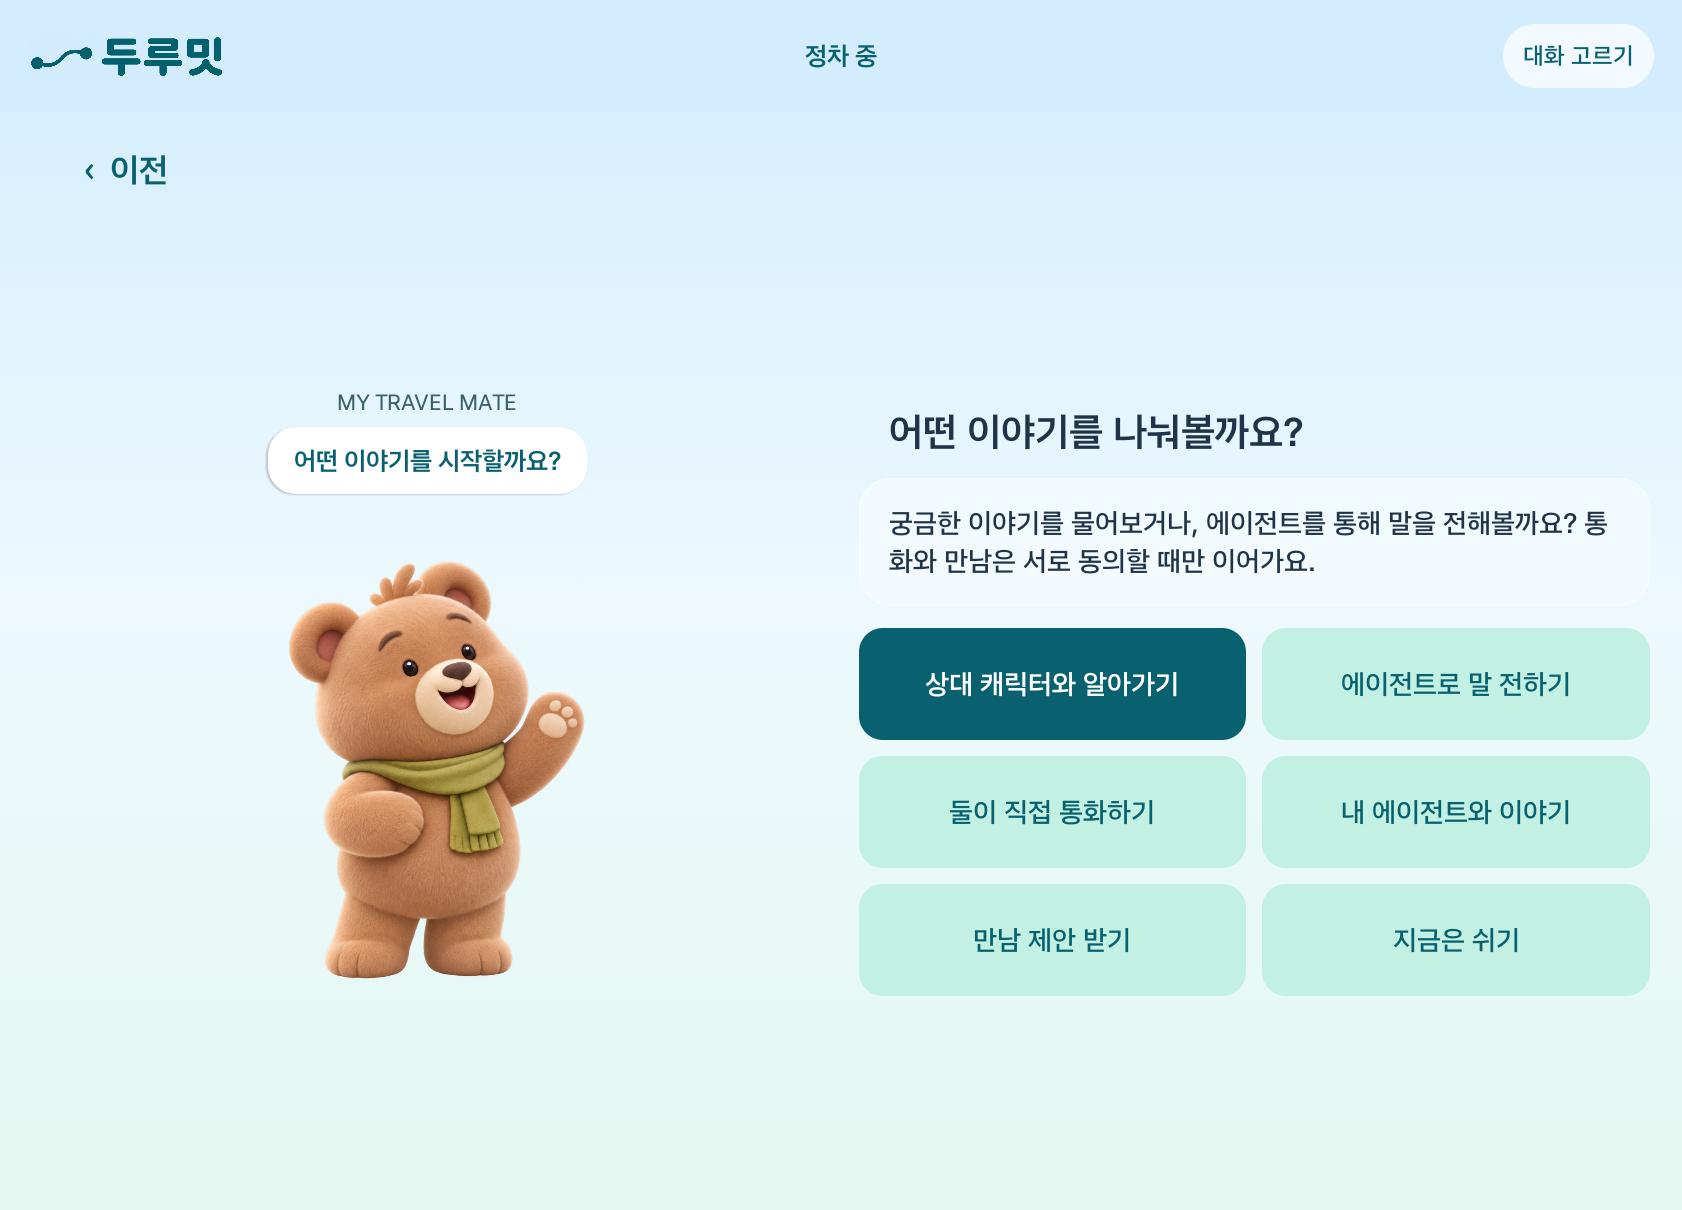 두루밋
정차 중
대화 고르기
‹ 이전
MY TRAVEL MATE
어떤 이야기를 시작할까요?
어떤 이야기를 나눠볼까요?
궁금한 이야기를 물어보거나, 에이전트를 통해 말을 전해볼까요? 통
화와 만남은 서로 동의할 때만 이어가요.
상대 캐릭터와 알아가기
에이전트로 말 전하기
둘이 직접 통화하기
내 에이전트와 이야기
만남 제안 받기
지금은 쉬기